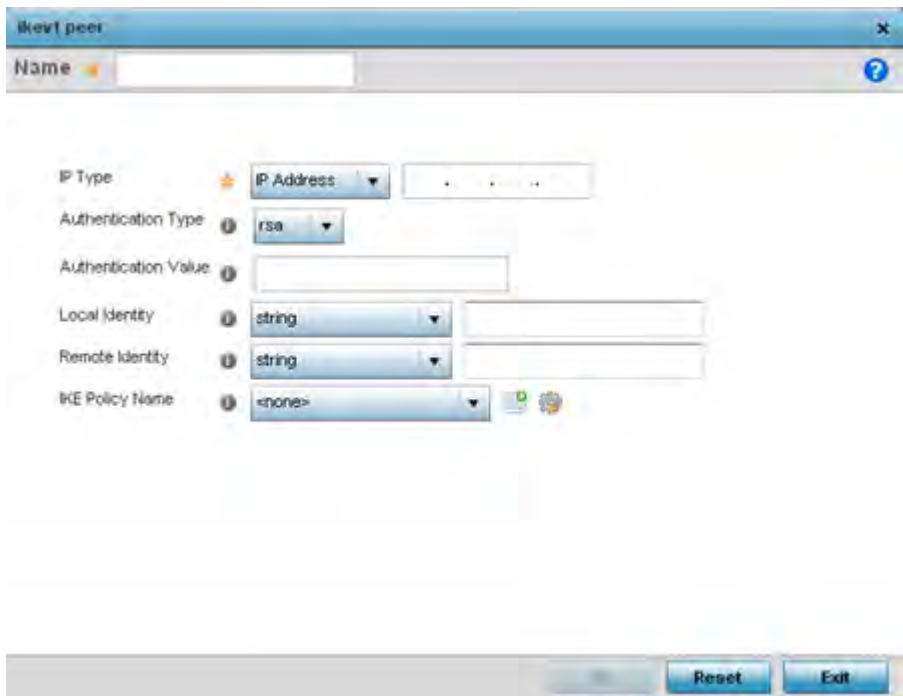 ikev1 peer
Name
IP Type IP Address
Authentication Type rsa
Authentication Value
Local Identity string
Remote Identity string
IKE Policy Name <none>
Reset Exit